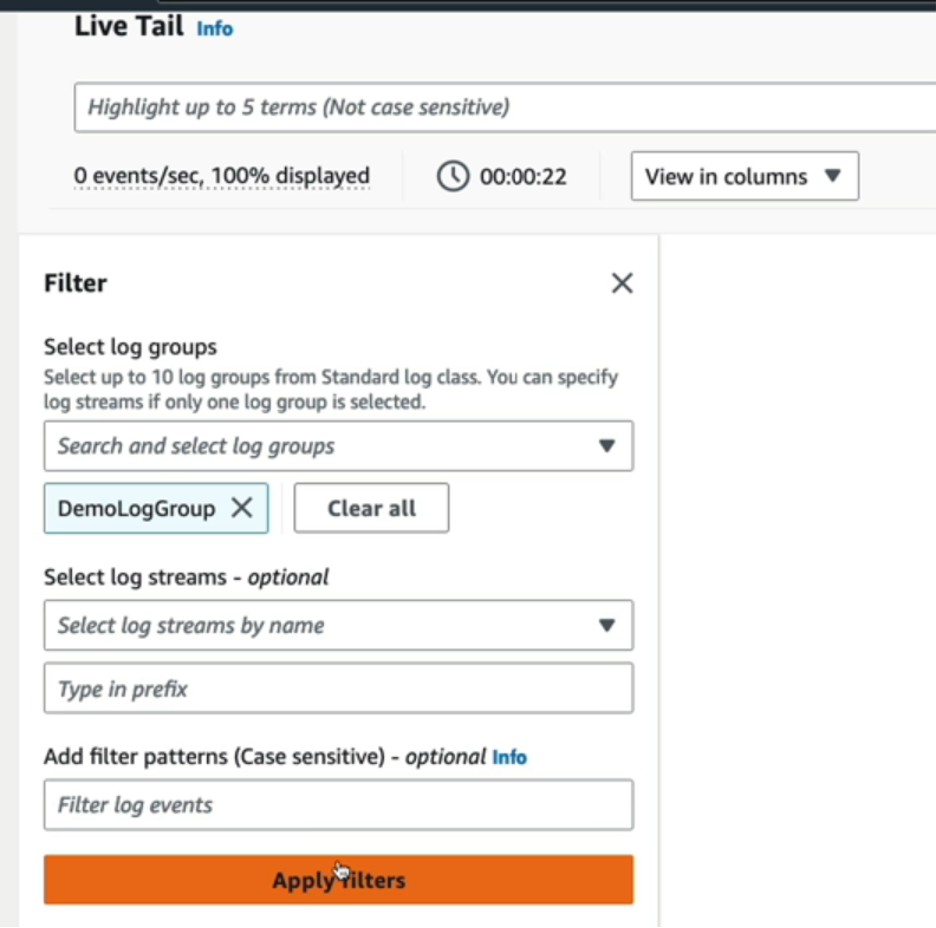 Live Tail Info
Highlight up to 5 terms (Not case sensitive)
0 events/sec, 100% displayed 00:00:22 View in columns
Filter
Select log groups
Select up to 10 log groups from Standard log class. You can specify
log streams if only one log group is selected.
Search and select log groups
DemoLogGroup Clear all
Select log streams - optional
Select log streams by name
Type in prefix
Add filter patterns (Case sensitive) - optional Info
Filter log events
Apply filters